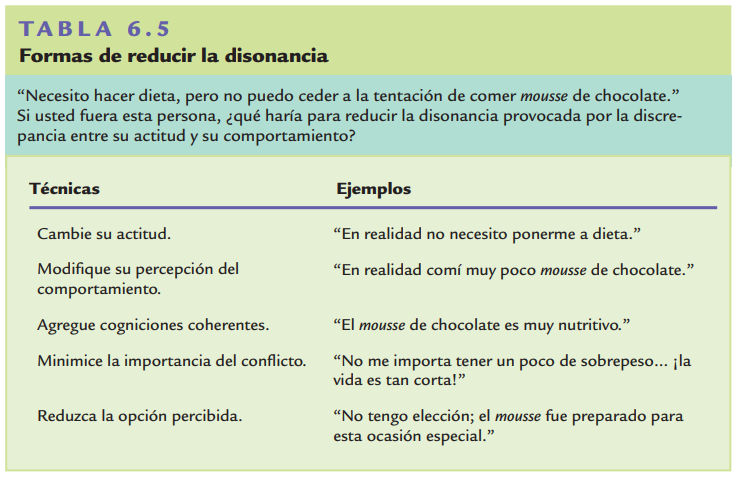 TABLA 6.5
Formas de reducir la disonancia
“Necesito hacer dieta, pero no puedo ceder a la tentación de comer mousse de chocolate.”
Si usted fuera esta persona, ¿qué haría para reducir la disonancia provocada por la discre-
pancia entre su actitud y su comportamiento?
Técnicas Ejemplos
Cambie su actitud. “En realidad no necesito ponerme a dieta.”
Modifique su percepción del “En realidad comí muy poco mousse de chocolate.”
comportamiento.
Agregue cogniciones coherentes. “El mousse de chocolate es muy nutritivo.”
Minimice la importancia del conflicto. “No me importa tener un poco de sobrepeso... ¡la
vida es tan corta!”
Reduzca la opción percibida. “No tengo elección; el mousse fue preparado para
esta ocasión especial.”